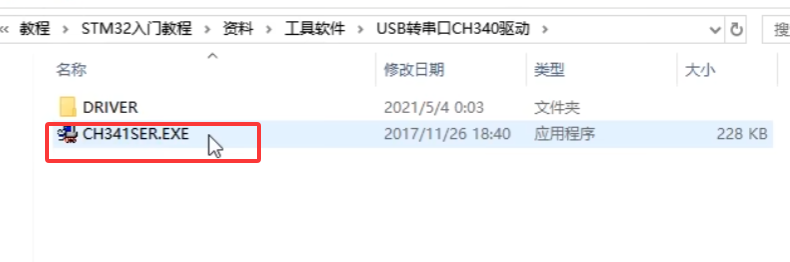 « 教程 › STM32入门教程 › 资料 › 工具软件 › USB转串口CH340驱动 › 搜
名称 修改日期 类型 大小
DRIVER 2021/5/4 0:03 文件夹
CH341SER.EXE 2017/11/26 18:40 应用程序 228 KB